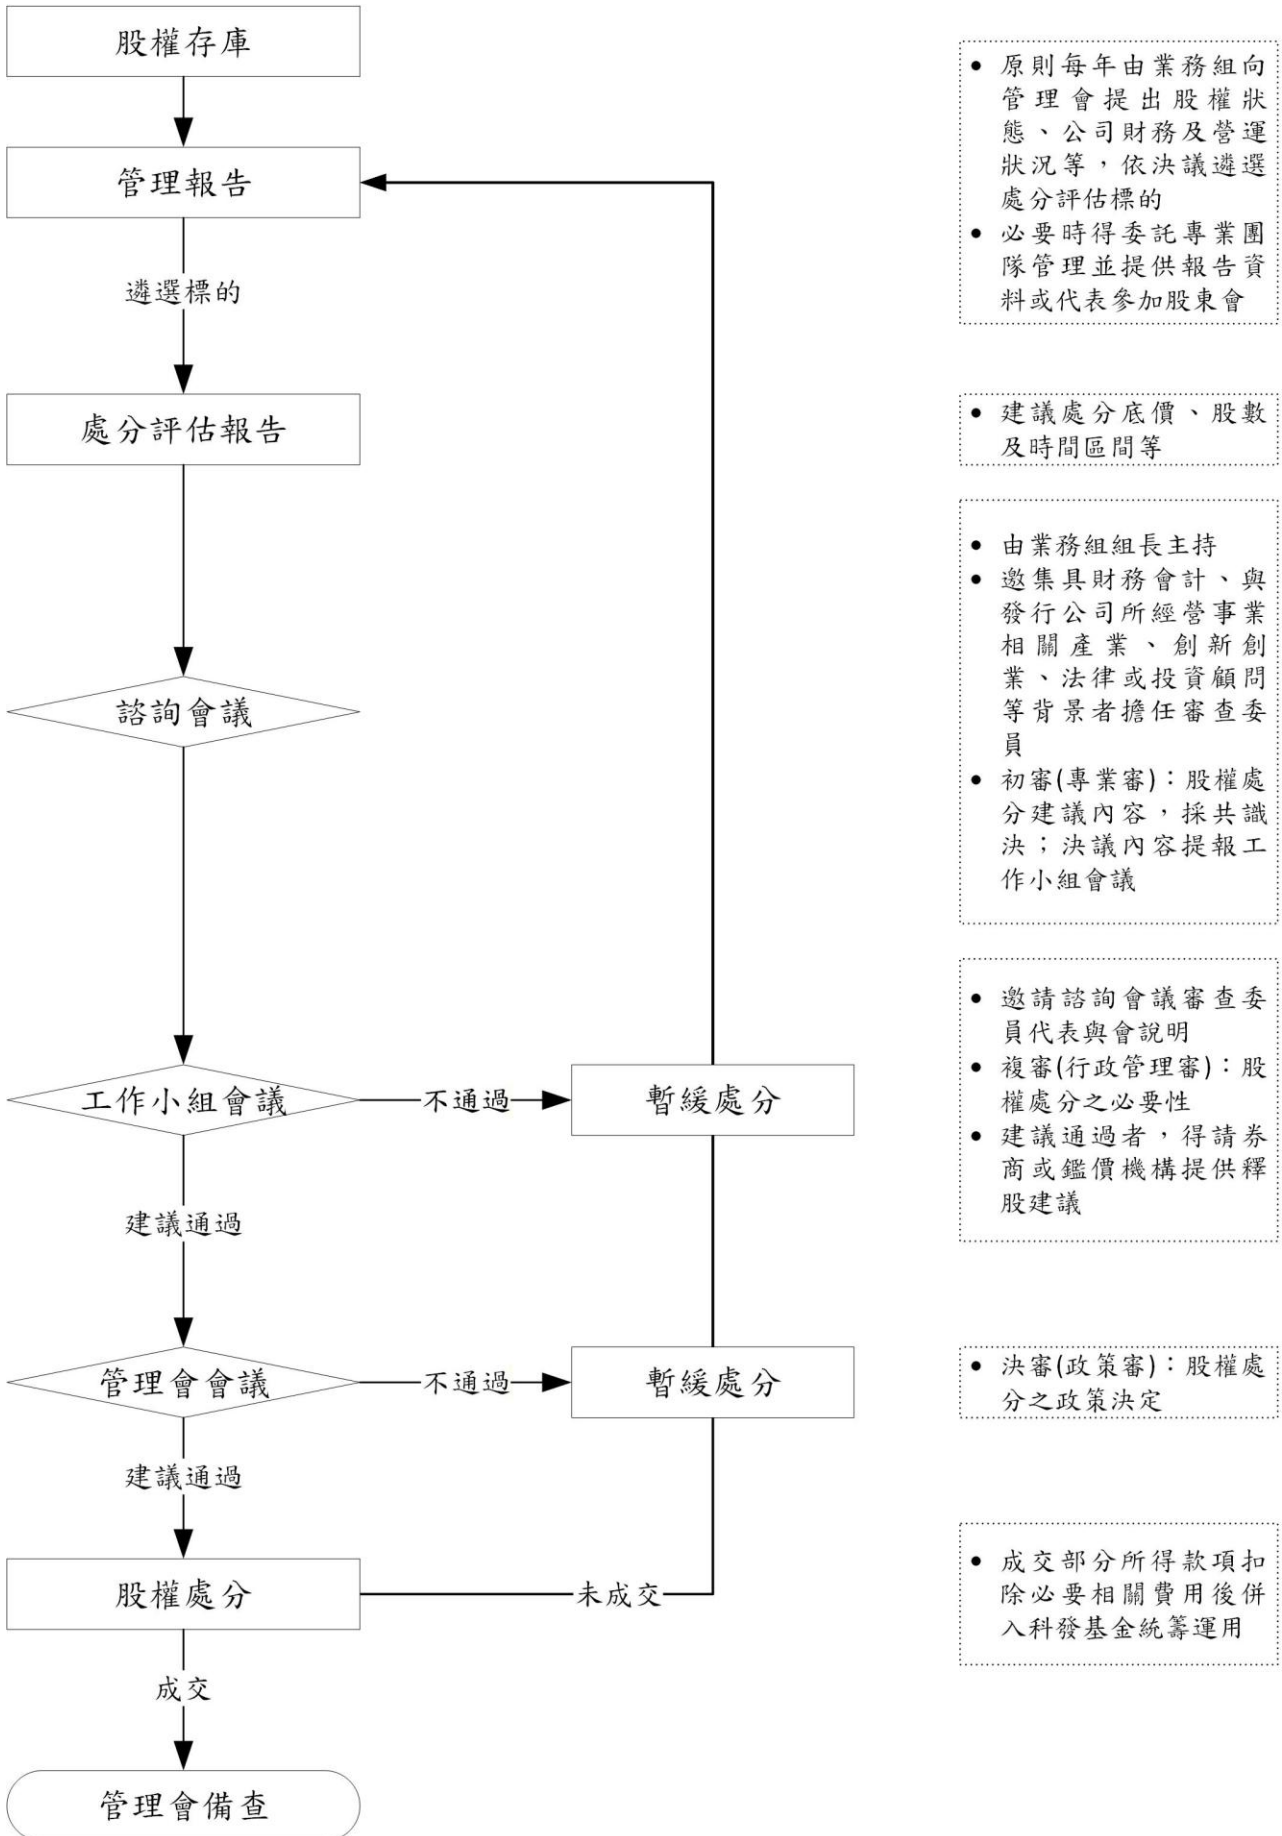 股權存庫
管理報告
遴選標的
處分評估報告
諮詢會議
工作小組會議
不通過
暫緩處分
建議通過
管理會會議
不通過
暫緩處分
建議通過
股權處分
未成交
成交
管理會備查
• 原則每年由業務組向
管理會提出股權狀
態、公司財務及營運
狀況等，依決議遴選
處分評估標的
• 必要時得委託專業團
隊管理並提供報告資
料或代表參加股東會
• 建議處分底價、股數
及時間區間等
• 由業務組組長主持
• 邀集具財務會計、與
發行公司所經營事業
相關產業、創新創
業、法律或投資顧問
等背景者擔任審查委
員
• 初審(專業審)：股權處
分建議內容，採共識
決；決議內容提報工
作小組會議
• 邀請諮詢會議審查委
員代表與會說明
• 複審(行政管理審)：股
權處分之必要性
• 建議通過者，得請券
商或鑑價機構提供釋
股建議
• 決審(政策審)：股權處
分之政策決定
• 成交部分所得款項扣
除必要相關費用後併
入科發基金統籌運用